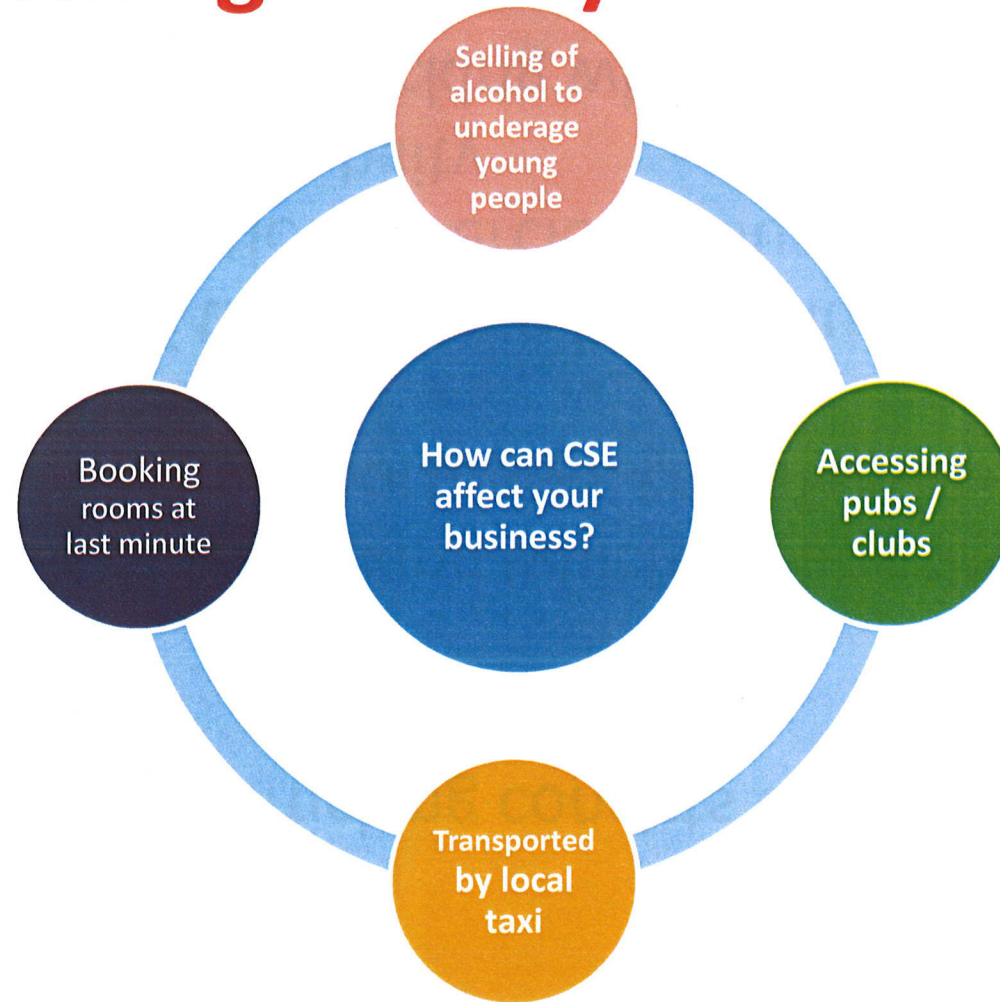 Selling of
alcohol to
underage
young
people
How can CSE
affect your
business?
Booking
rooms at
last minute
Accessing
pubs /
clubs
Transported
by local
taxi